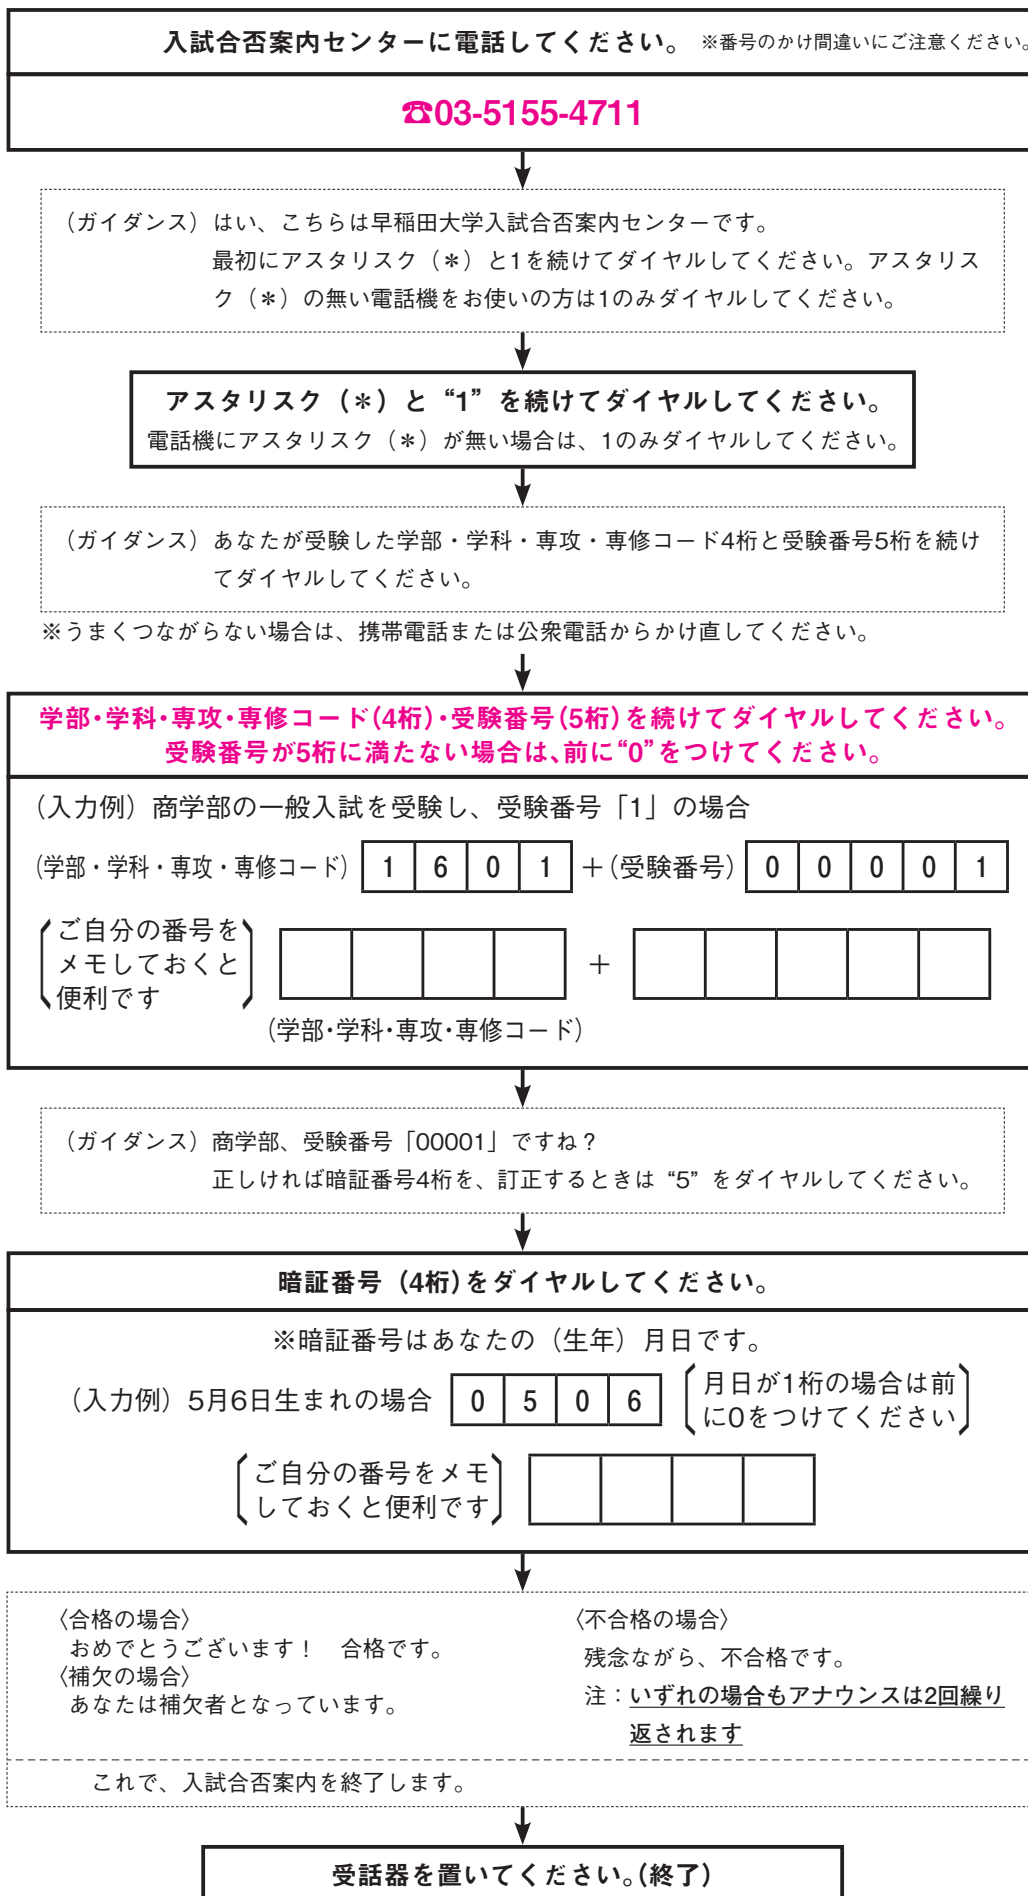 入試合否案内センターに電話してください。 ※番号のかけ間違いにご注意ください。
☎03-5155-4711
（ガイダンス）はい、こちらは早稲田大学入試合否案内センターです。
最初にアスタリスク（＊）と1を続けてダイヤルしてください。アスタリス
ク（＊）の無い電話機をお使いの方は1のみダイヤルしてください。
アスタリスク（＊）と“1”を続けてダイヤルしてください。
電話機にアスタリスク（＊）が無い場合は、1のみダイヤルしてください。
（ガイダンス）あなたが受験した学部・学科・専攻・専修コード4桁と受験番号5桁を続け
てダイヤルしてください。
※うまくつながらない場合は、携帯電話または公衆電話からかけ直してください。
学部・学科・専攻・専修コード（4桁）・受験番号（5桁）を続けてダイヤルしてください。
受験番号が5桁に満たない場合は、前に“0”をつけてください。
（入力例）商学部の一般入試を受験し、受験番号「1」の場合
（学部・学科・専攻・専修コード） 1 6 0 1 ＋（受験番号） 0 0 0 0 1
ご自分の番号を
メモしておくと ＋
便利です
（学部・学科・専攻・専修コード）
（ガイダンス）商学部、受験番号「00001」ですね？
正しければ暗証番号4桁を、訂正するときは“5”をダイヤルしてください。
暗証番号（4桁）をダイヤルしてください。
※暗証番号はあなたの（生年）月日です。
（入力例）5月6日生まれの場合 0 5 0 6 月日が1桁の場合は前
に0をつけてください
ご自分の番号をメモ
しておくと便利です
〈合格の場合〉
おめでとうございます！　合格です。
〈補欠の場合〉
あなたは補欠者となっています。
〈不合格の場合〉
残念ながら、不合格です。
注：いずれの場合もアナウンスは2回繰り
返されます
これで、入試合否案内を終了します。
受話器を置いてください。（終了）